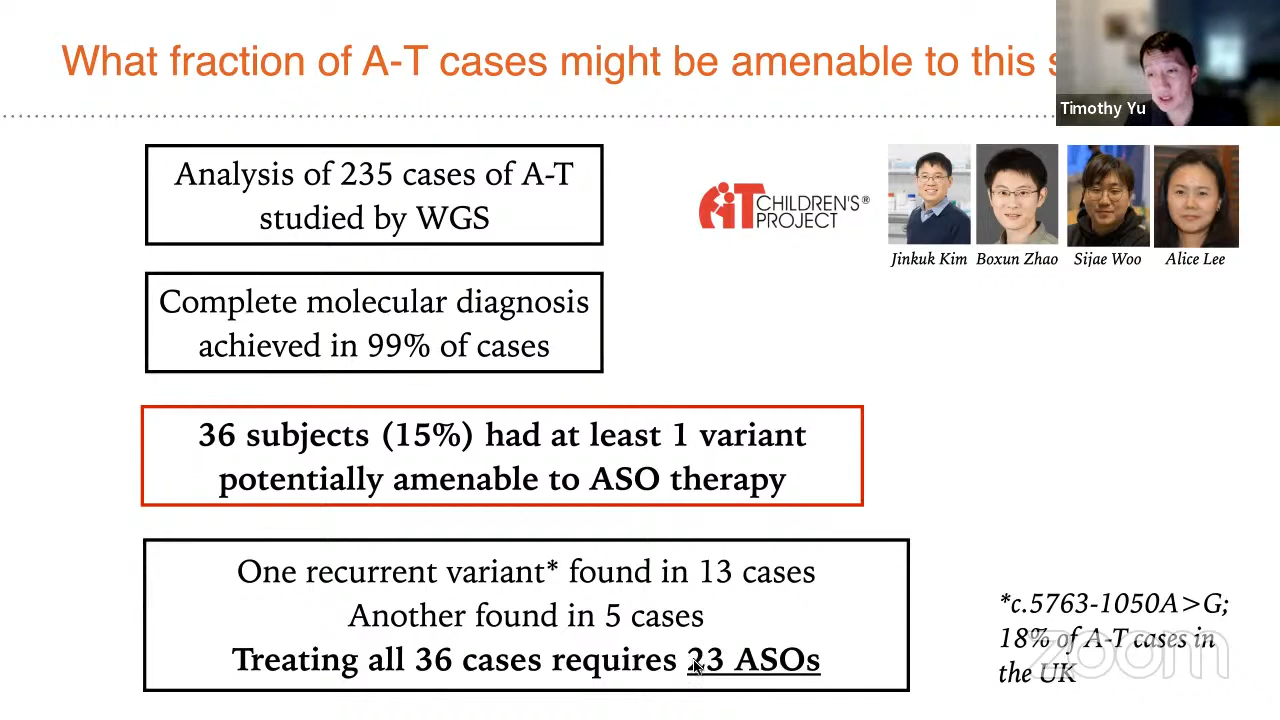 What fraction of A-T cases might be amenable to this
Timothy Yu
Analysis of 235 cases of A-T
studied by WGS
CHILDREN'S®
PROJECT
Jinkuk Kim
Boxun Zhao
Sijae Woo
Alice Lee
Complete molecular diagnosis
achieved in 99% of cases
36 subjects (15%) had at least 1 variant
potentially amenable to ASO therapy
One recurrent variant* found in 13 cases
Another found in 5 cases
Treating all 36 cases requires 23 ASOs
*c.5763-1050A>G;
18% of A-T cases in
the UK
zoom